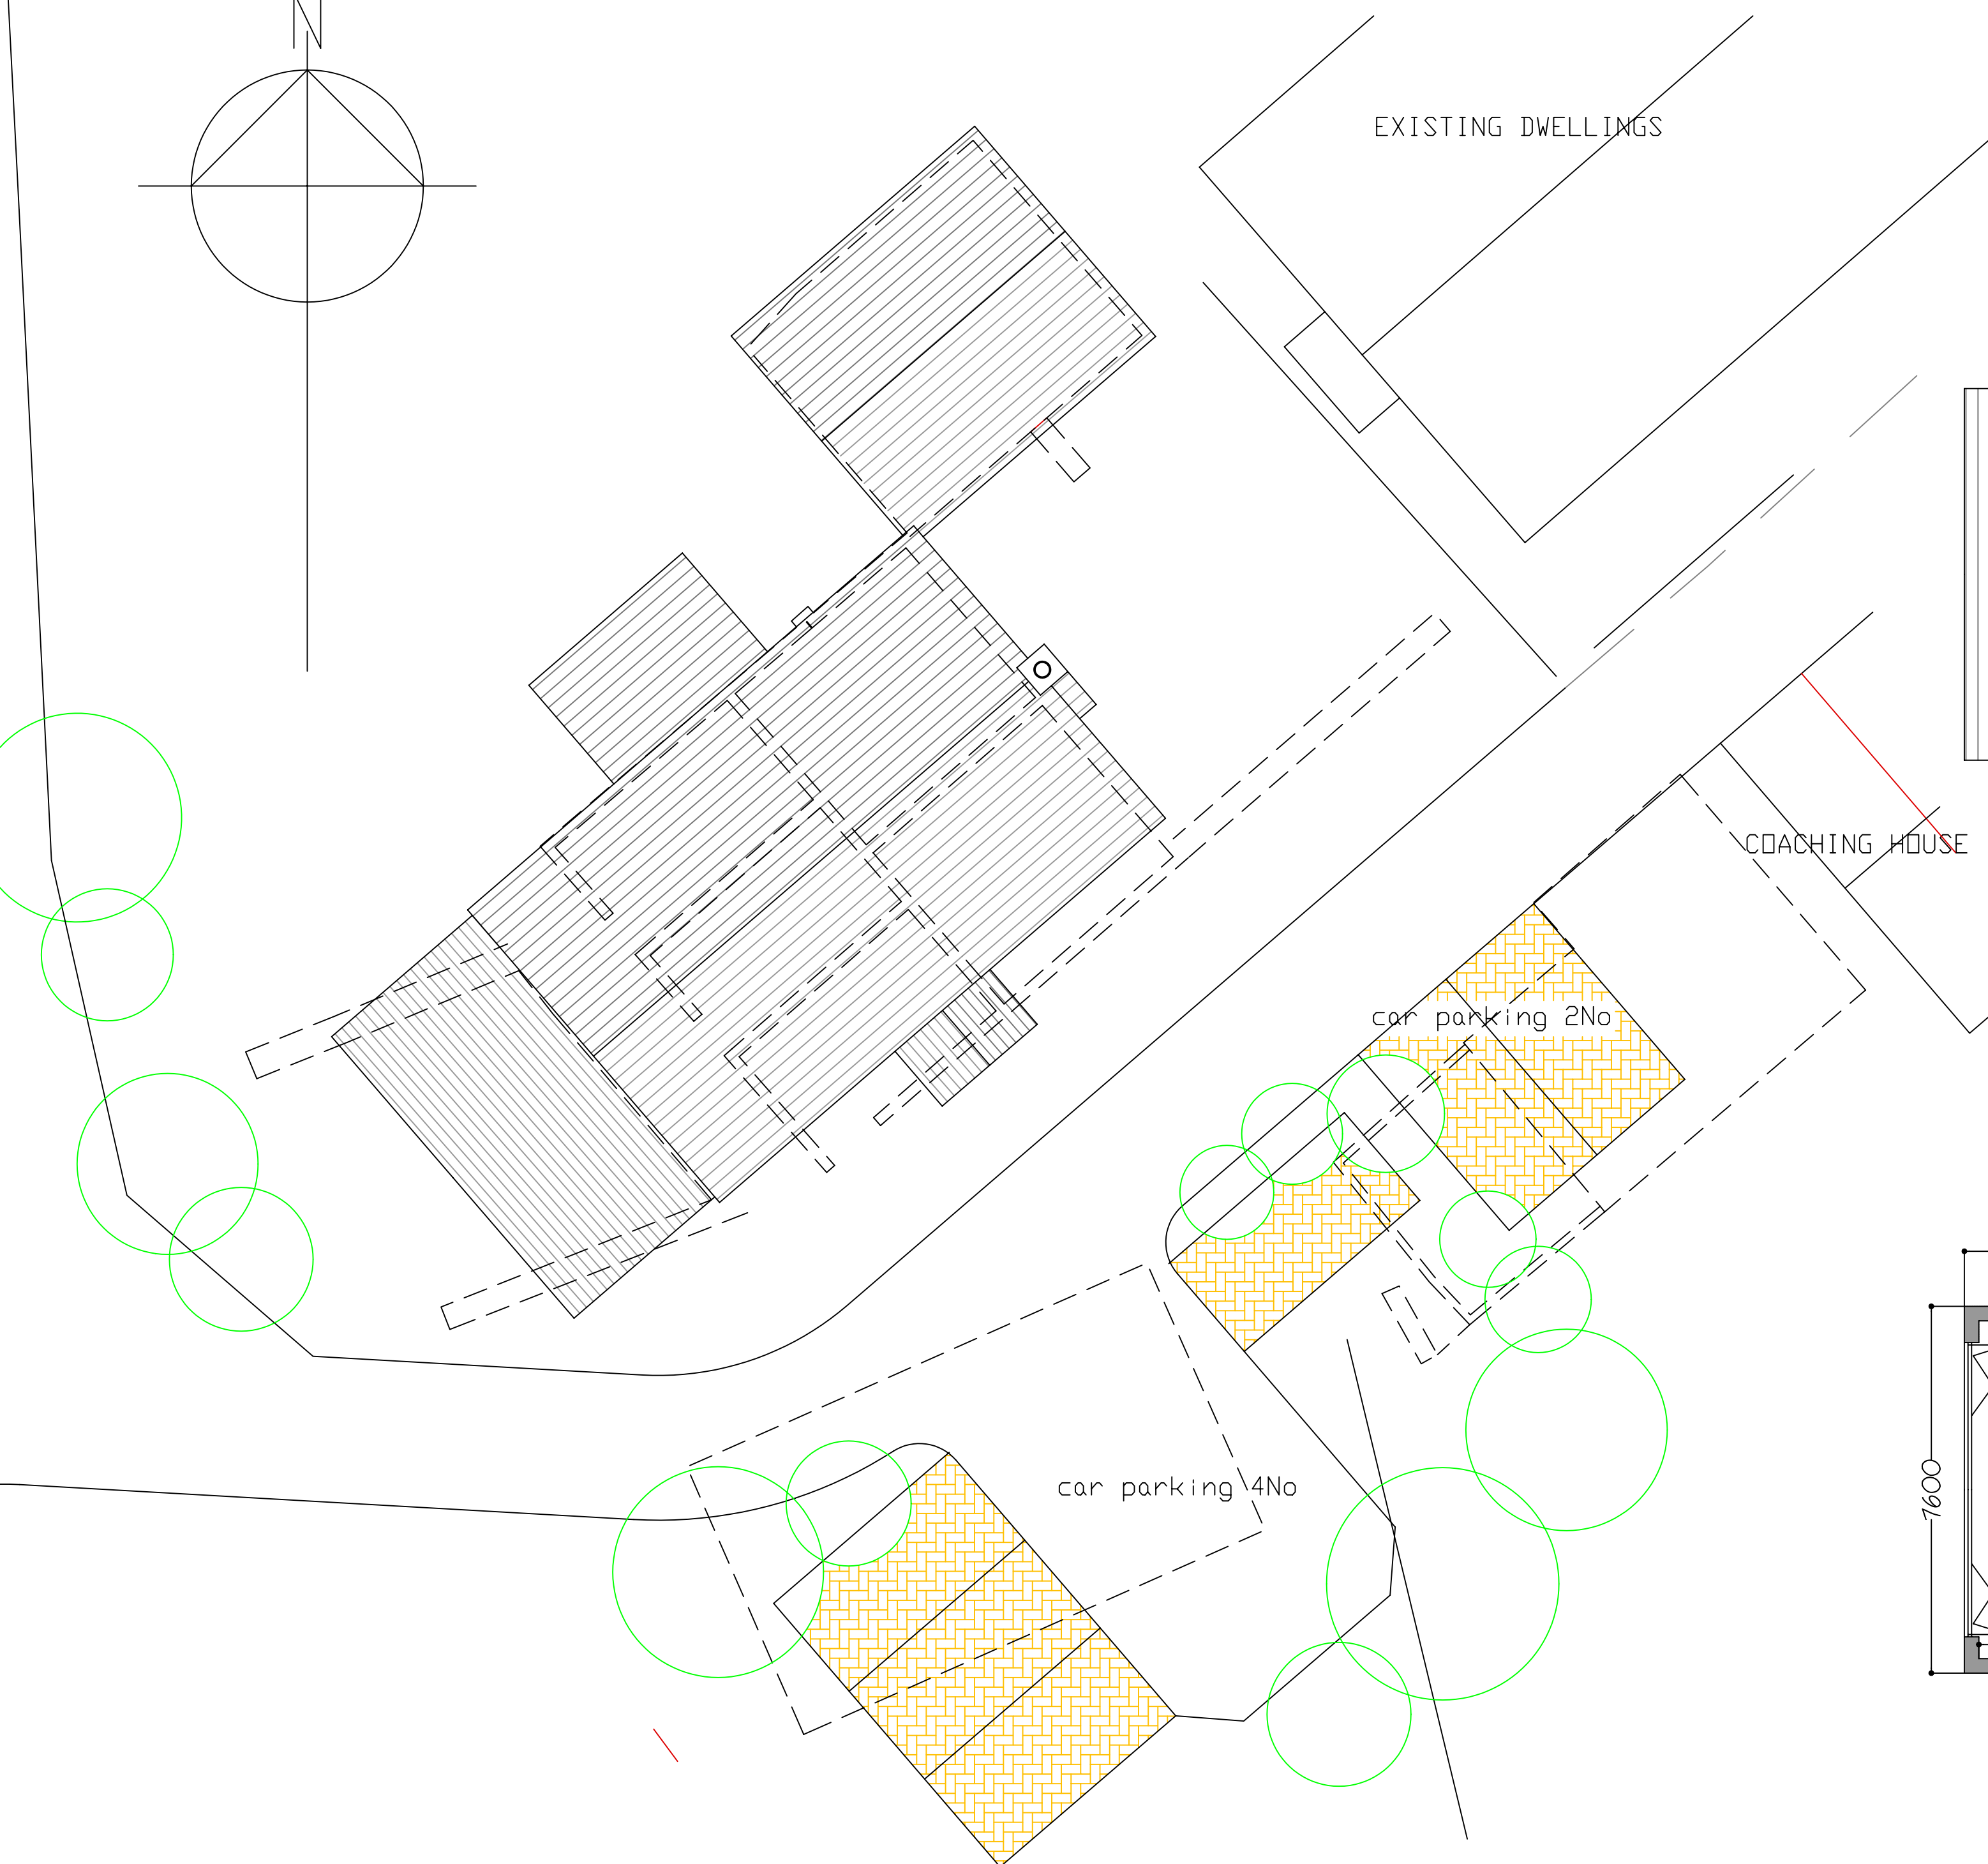 N
EXISTING DWELLINGS
COACHING HOUSE
car parking 2No
car parking 4No
7600